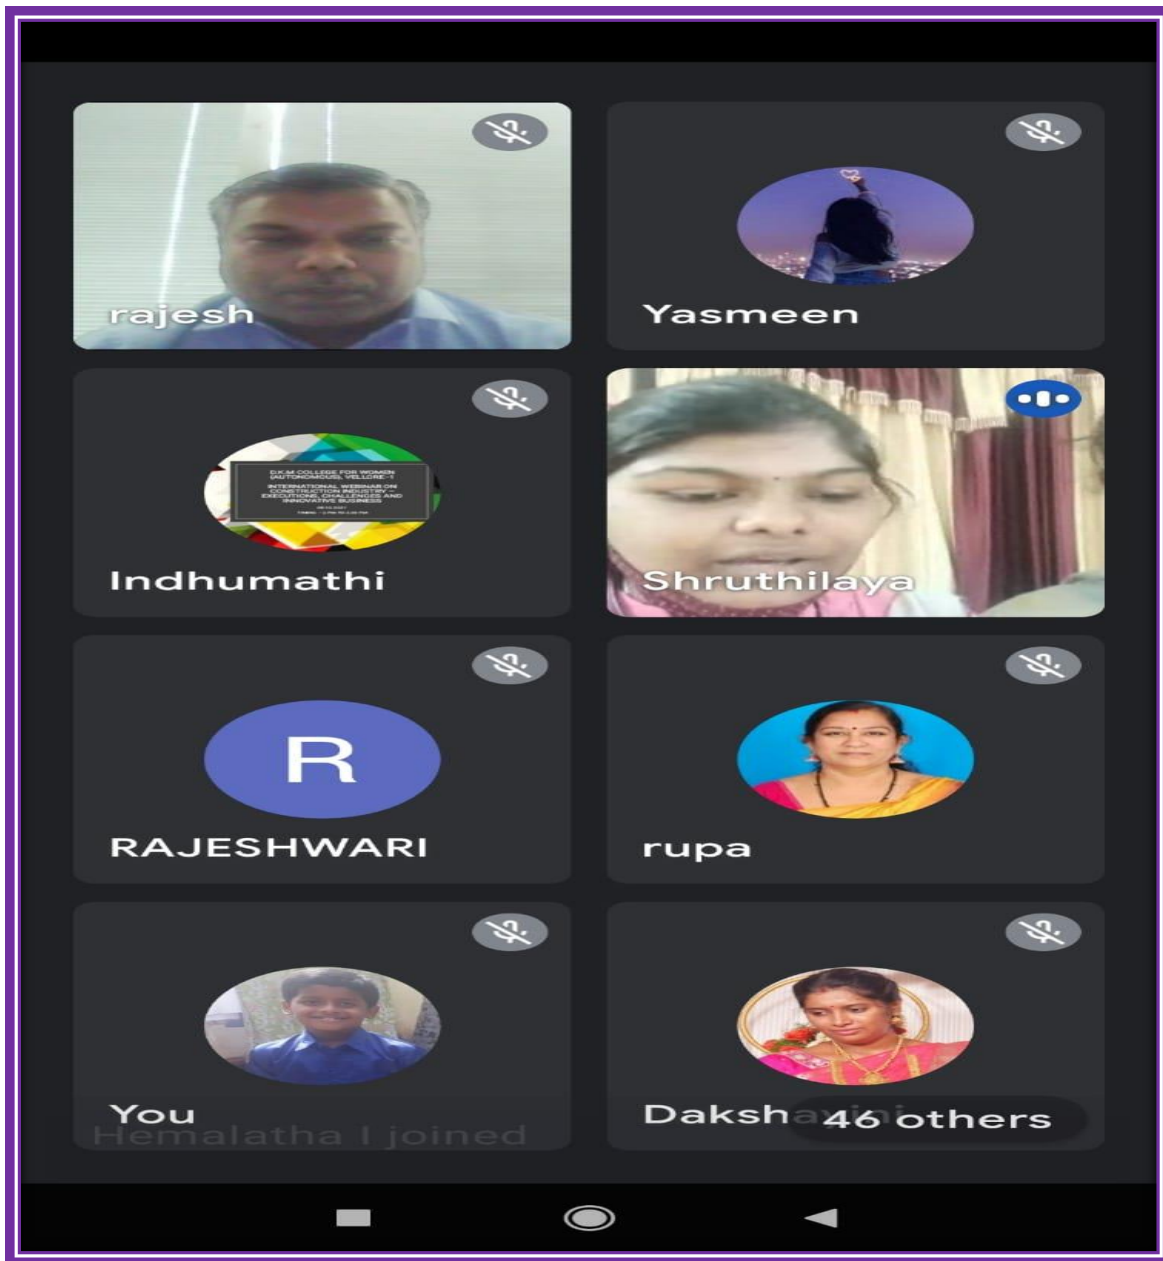 rajesh
Yasmeen
D.K.M COLLEGE FOR WOMEN
(AUTONOMOUS), VELLORE-1
INTERNATIONAL WEBINAR ON
CONSTRUCTION INDUSTRY –
EXECUTIONS, CHALLENGES AND
INNOVATIVE BUSINESS
Indhumathi
Shruthilaya
R
RAJESHWARI
rupa
You
Hemalatha I joined
Dakshayini
46 others